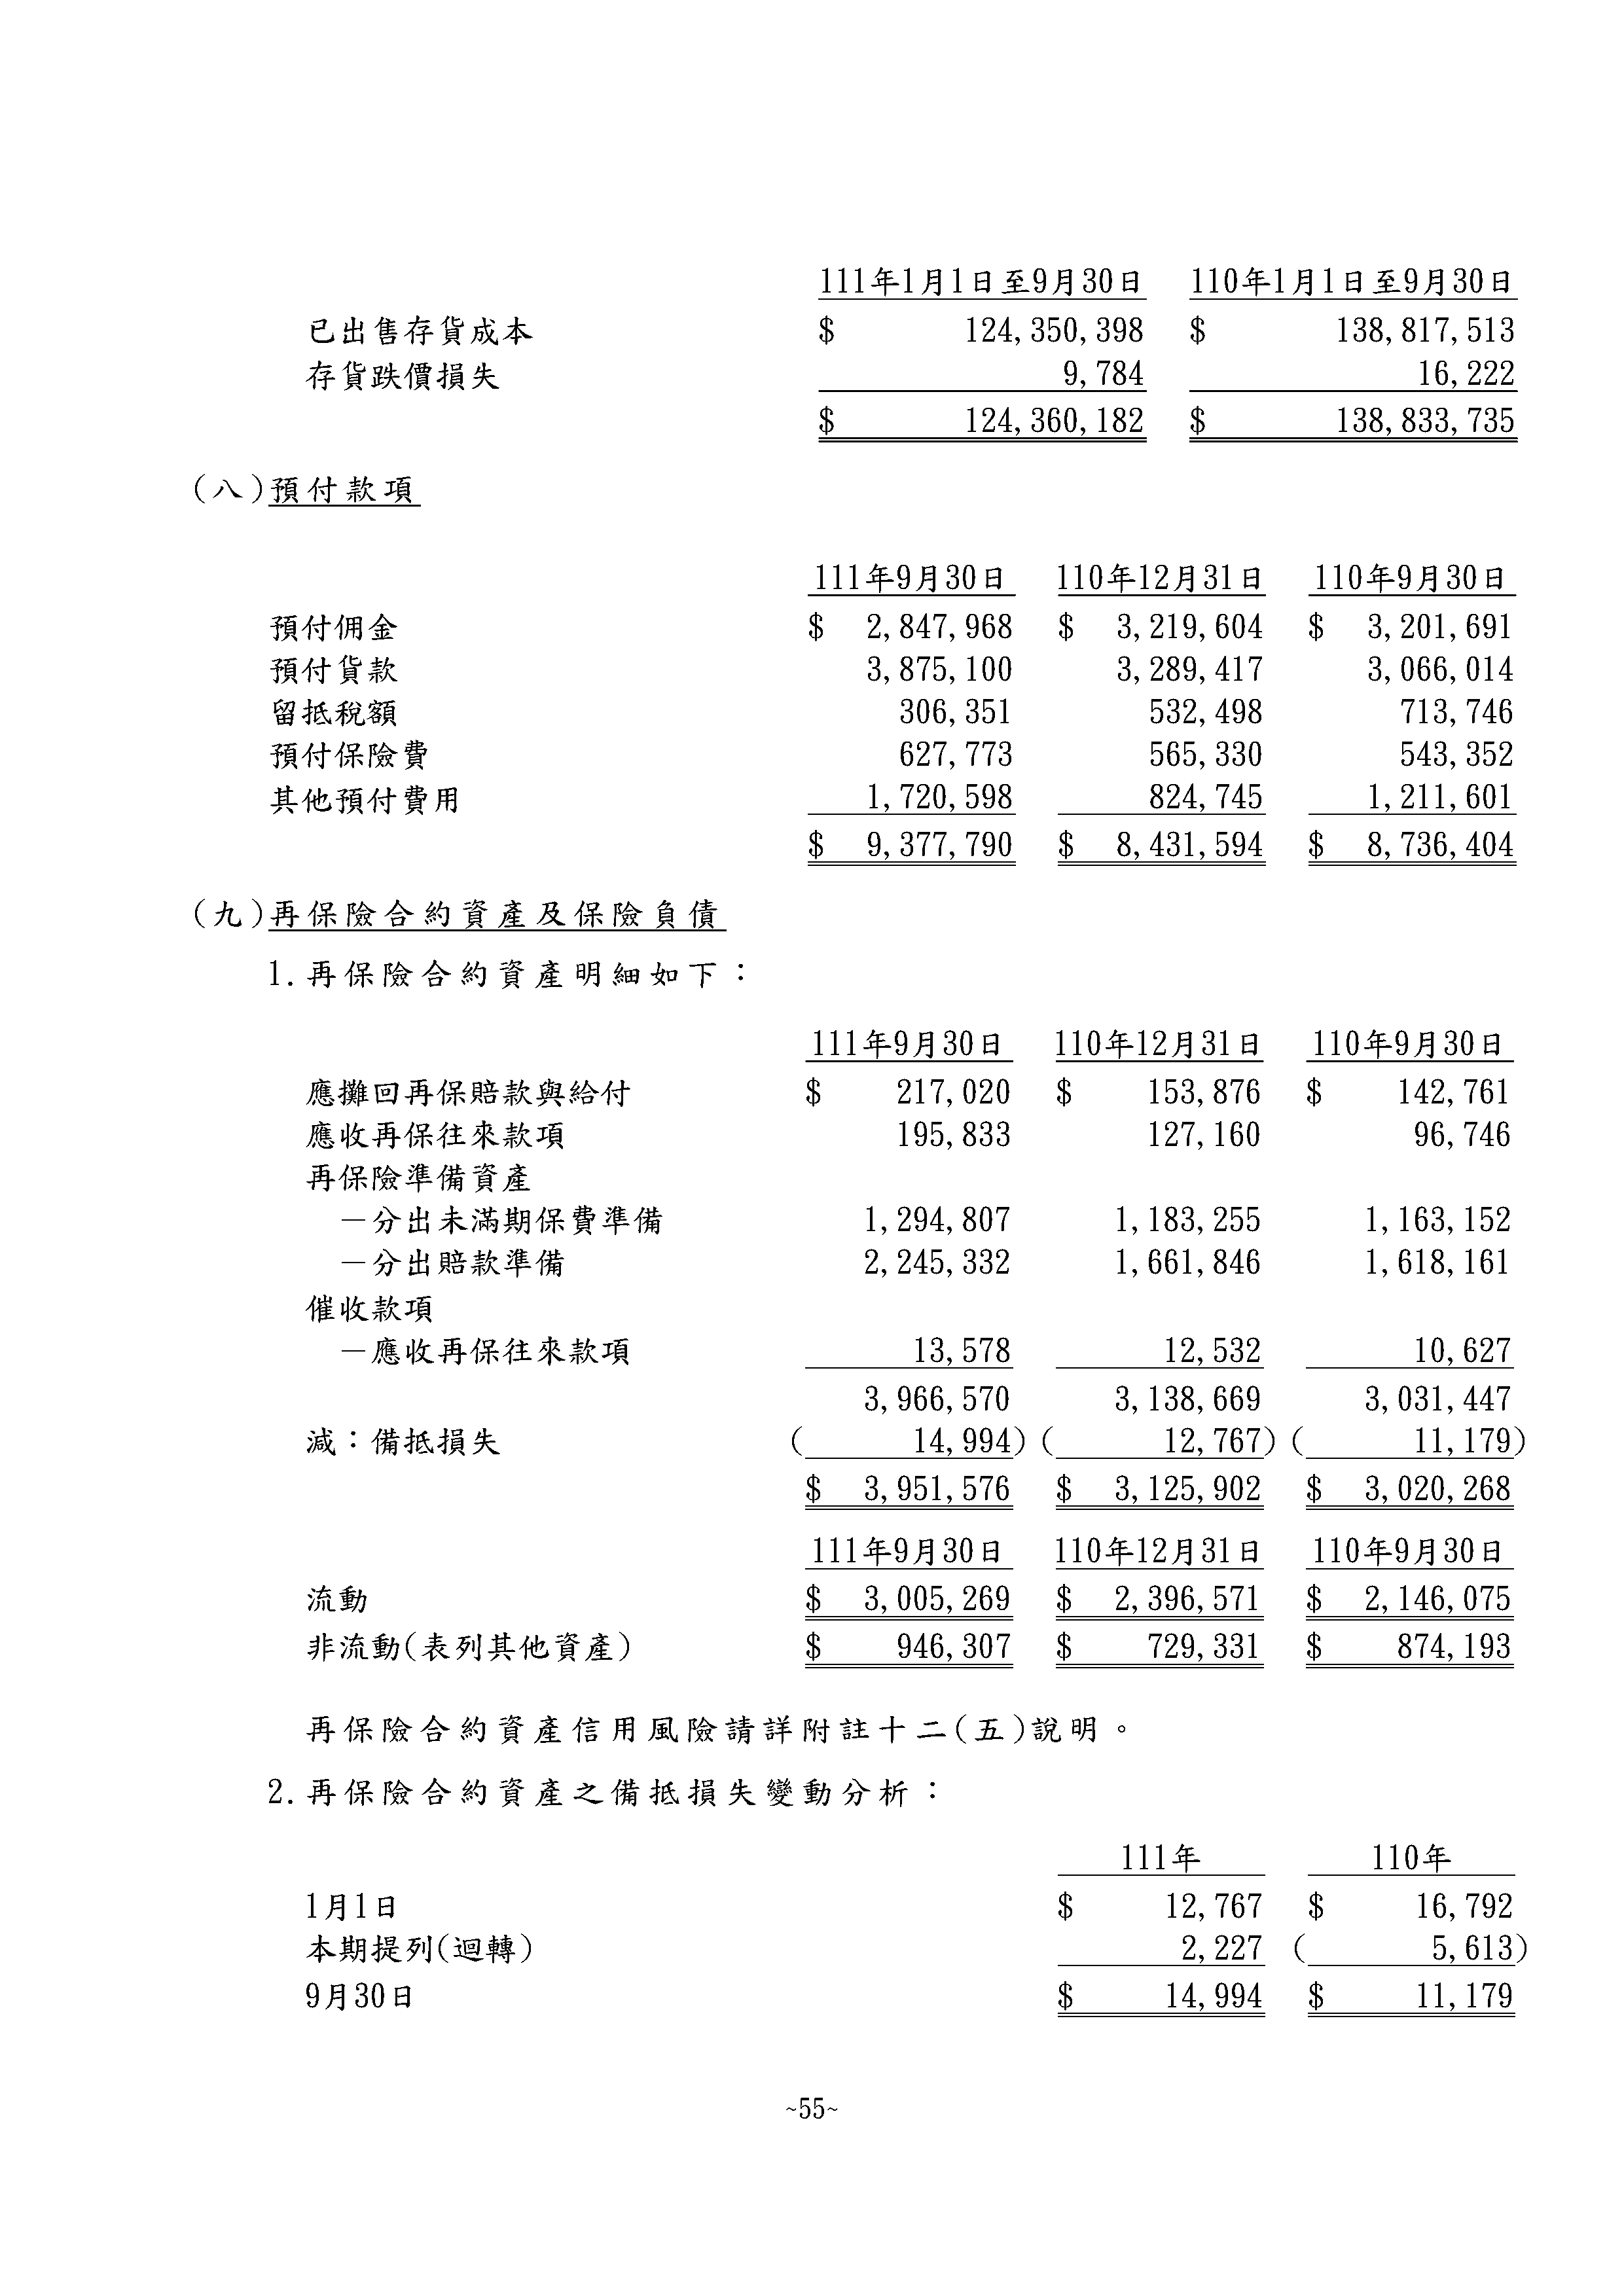 111年1月1日至9月30日 110年1月1日至9月30日
已出售存貨成本 $ 124,350,398 $ 138,817,513
存貨跌價損失 9,784 16,222
$ 124,360,182 $ 138,833,735
(八)預付款項
111年9月30日 110年12月31日 110年9月30日
預付佣金 $ 2,847,968 $ 3,219,604 $ 3,201,691
預付貨款 3,875,100 3,289,417 3,066,014
留抵稅額 306,351 532,498 713,746
預付保險費 627,773 565,330 543,352
其他預付費用 1,720,598 824,745 1,211,601
$ 9,377,790 $ 8,431,594 $ 8,736,404
(九)再保險合約資產及保險負債
1.再保險合約資產明細如下：
111年9月30日 110年12月31日 110年9月30日
應攤回再保賠款與給付 $ 217,020 $ 153,876 $ 142,761
應收再保往來款項 195,833 127,160 96,746
再保險準備資產
－分出未滿期保費準備 1,294,807 1,183,255 1,163,152
－分出賠款準備 2,245,332 1,661,846 1,618,161
催收款項
－應收再保往來款項 13,578 12,532 10,627
3,966,570 3,138,669 3,031,447
減：備抵損失 ( 14,994) ( 12,767) ( 11,179)
$ 3,951,576 $ 3,125,902 $ 3,020,268
111年9月30日 110年12月31日 110年9月30日
流動 $ 3,005,269 $ 2,396,571 $ 2,146,075
非流動(表列其他資產) $ 946,307 $ 729,331 $ 874,193
再保險合約資產信用風險請詳附註十二(五)說明。
2.再保險合約資產之備抵損失變動分析：
111年 110年
1月1日 $ 12,767 $ 16,792
本期提列(迴轉) 2,227 ( 5,613)
9月30日 $ 14,994 $ 11,179
~55~